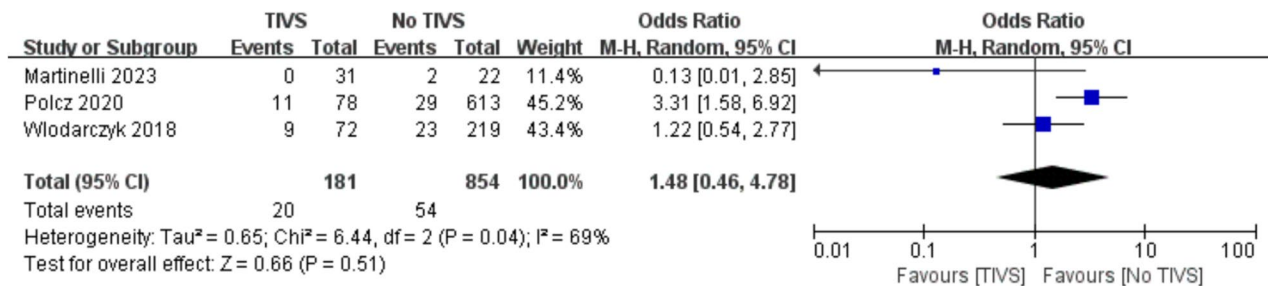 TIVS No TIVS Odds Ratio Odds Ratio
Study or Subgroup Events Total Events Total Weight M-H, Random, 95% CI M-H, Random, 95% CI
Martinelli 2023 0 31 2 22 11.4% 0.13 [0.01, 2.85]
Polcz 2020 11 78 29 613 45.2% 3.31 [1.58, 6.92]
Wlodarczyk 2018 9 72 23 219 43.4% 1.22 [0.54, 2.77]
Total (95% CI) 181 854 100.0% 1.48 [0.46, 4.78]
Total events 20 54
Heterogeneity: Tau² = 0.65; Chi² = 6.44, df = 2 (P = 0.04); I² = 69%
Test for overall effect: Z = 0.66 (P = 0.51)
0.01 0.1 1 10 100
Favours [TIVS] Favours [No TIVS]